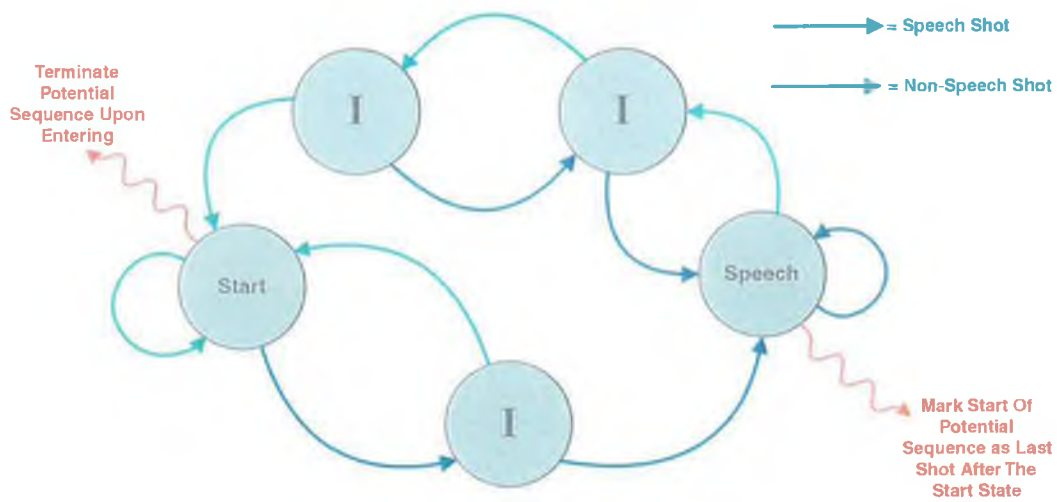 = Speech Shot
Terminate
Potential
Sequence Upon
Entering
I
I
= Non-Speech Shot
Start
Speech
I
Mark Start Of
Potential
Sequence as Last
Shot After The
Start State